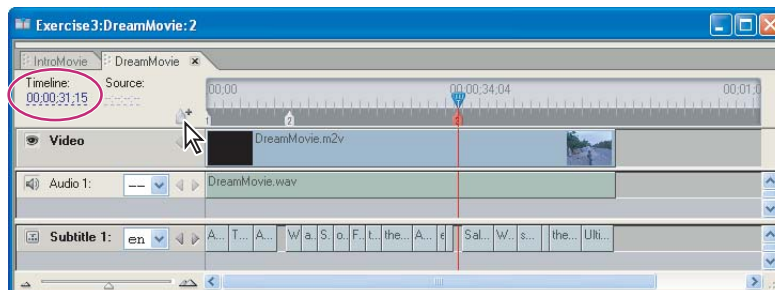 Exercise3:DreamMovie:2
IntroMovie DreamMovie
Timeline: Source:
00;00;31;15 --;--;--;--
00;00 00;00;34;04 00;01;0
1 2 3
Video DreamMovie.m2v
Audio 1: -- DreamMovie.wav
Subtitle 1: en A... T... A... W a.. S. o.. F.. t... the... A... e Sal... W.. s... the... Ulti...